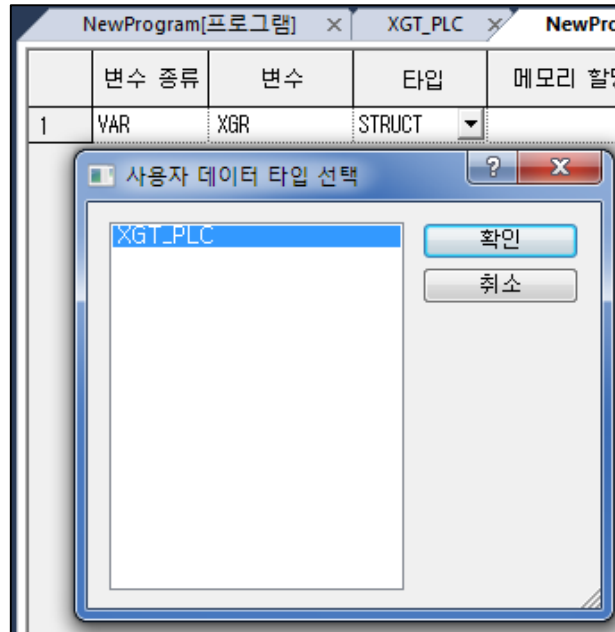 NewProgram[프로그램] XGT_PLC NewPro
변수 종류 변수 타입 메모리 할당
1 VAR XGR STRUCT
사용자 데이터 타입 선택
XGT_PLC
확인
취소